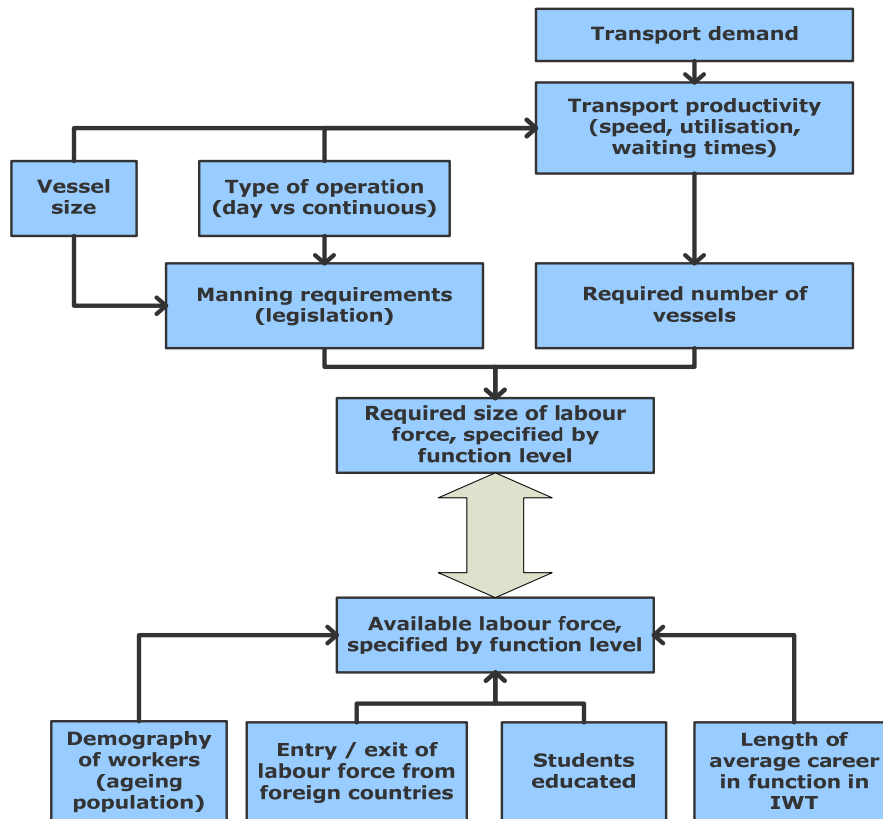 Transport demand
Transport productivity
(speed, utilisation,
waiting times)
Vessel
size
Type of operation
(day vs continuous)
Manning requirements
(legislation)
Required number of
vessels
Required size of labour
force, specified by
function level
Available labour force,
specified by function level
Demography
of workers
(ageing
population)
Entry / exit of
labour force from
foreign countries
Students
educated
Length of
average career
in function in
IWT